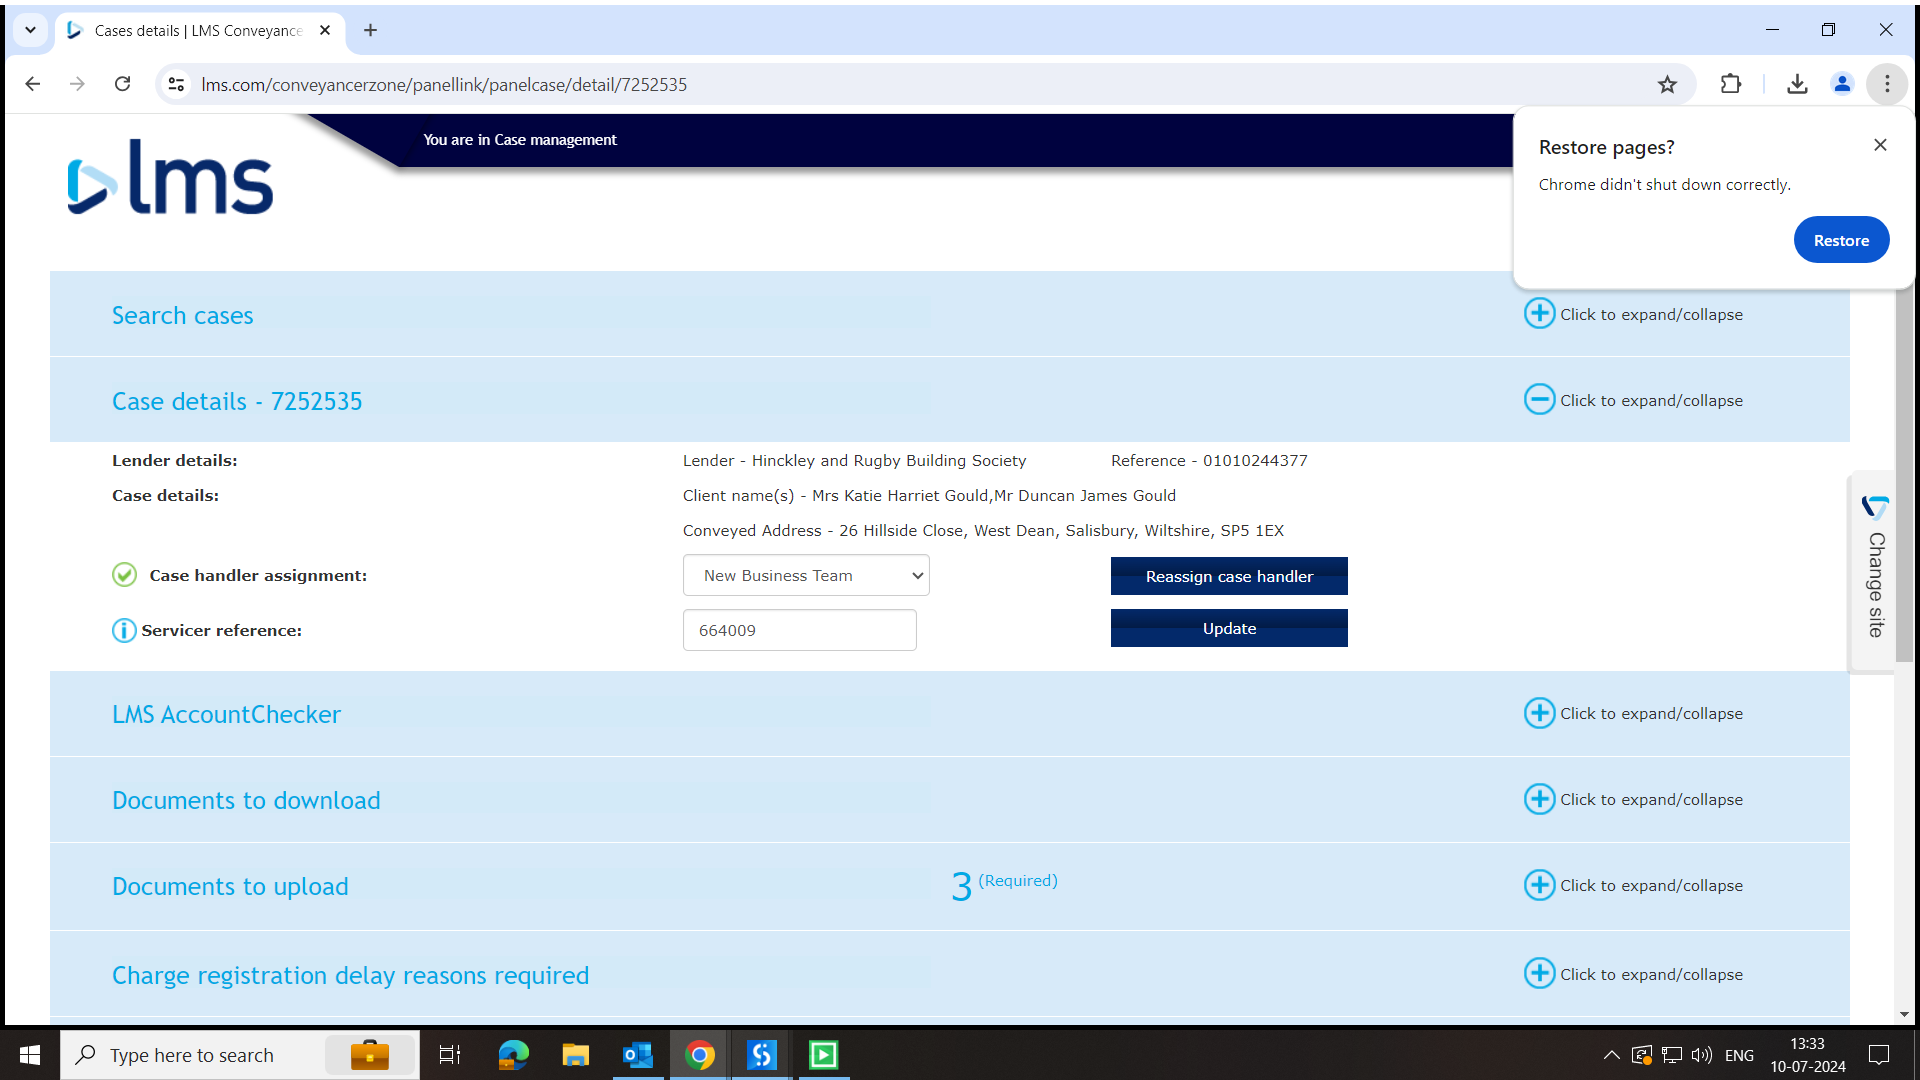 Cases details | LMS Conveyance
lms.com/conveyancerzone/panellink/panelcase/detail/7252535
You are in Case management
lms
Restore pages?
Chrome didn't shut down correctly.
Restore
Search cases
Click to expand/collapse
Case details - 7252535
Click to expand/collapse
Lender details:
Lender - Hinckley and Rugby Building Society
Reference - 01010244377
Case details:
Client name(s) - Mrs Katie Harriet Gould,Mr Duncan James Gould
Conveyed Address - 26 Hillside Close, West Dean, Salisbury, Wiltshire, SP5 1EX
Case handler assignment:
New Business Team
Reassign case handler
Servicer reference:
664009
Update
Change site
LMS AccountChecker
Click to expand/collapse
Documents to download
Click to expand/collapse
Documents to upload
3 (Required)
Click to expand/collapse
Charge registration delay reasons required
Click to expand/collapse
Type here to search
ENG
13:33
10-07-2024